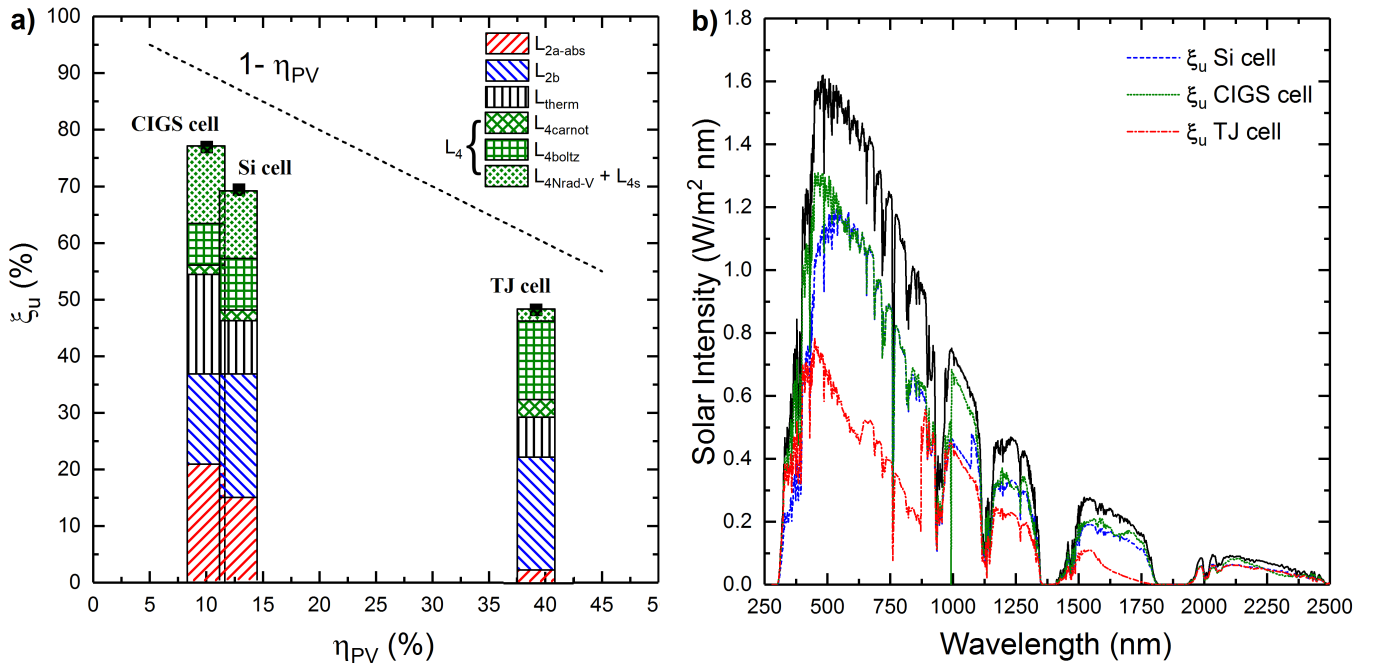 a)
100
90
80
70
60
50
40
30
20
10
0
ξu (%)
0 5 10 15 20 25 30 35 40 45 5
ηPV (%)
1- ηPV
CIGS cell
Si cell
TJ cell
L2a-abs
L2b
Ltherm
L4carnot
L4 { L4boltz
L4Nrad-V + L4s
b)
1.8
1.6
1.4
1.2
1.0
0.8
0.6
0.4
0.2
0.0
Solar Intensity (W/m2 nm)
250 500 750 1000 1250 1500 1750 2000 2250 2500
Wavelength (nm)
ξu Si cell
ξu CIGS cell
ξu TJ cell